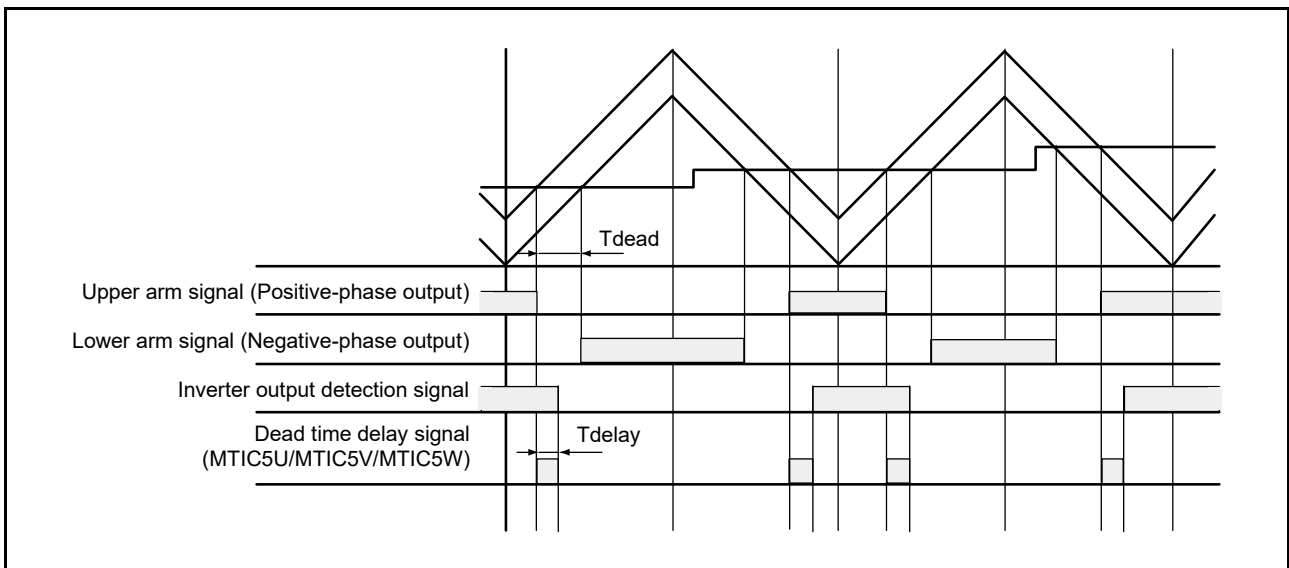 Tdead
Upper arm signal (Positive-phase output)
Lower arm signal (Negative-phase output)
Inverter output detection signal
Dead time delay signal
(MTIC5U/MTIC5V/MTIC5W)
Tdelay